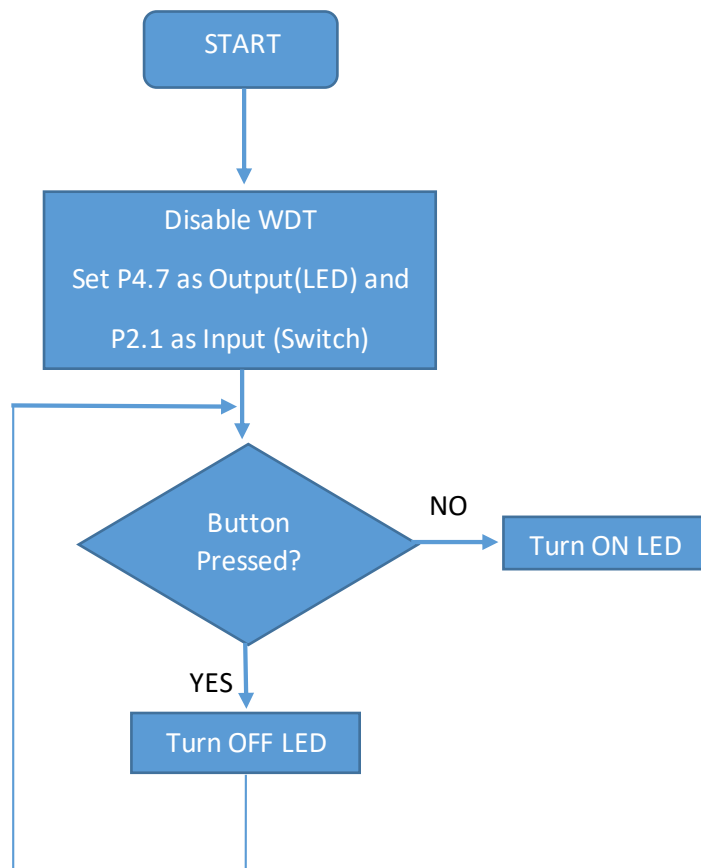 START
Disable WDT
Set P4.7 as Output(LED) and
P2.1 as Input (Switch)
Button
Pressed?
NO
Turn ON LED
YES
Turn OFF LED